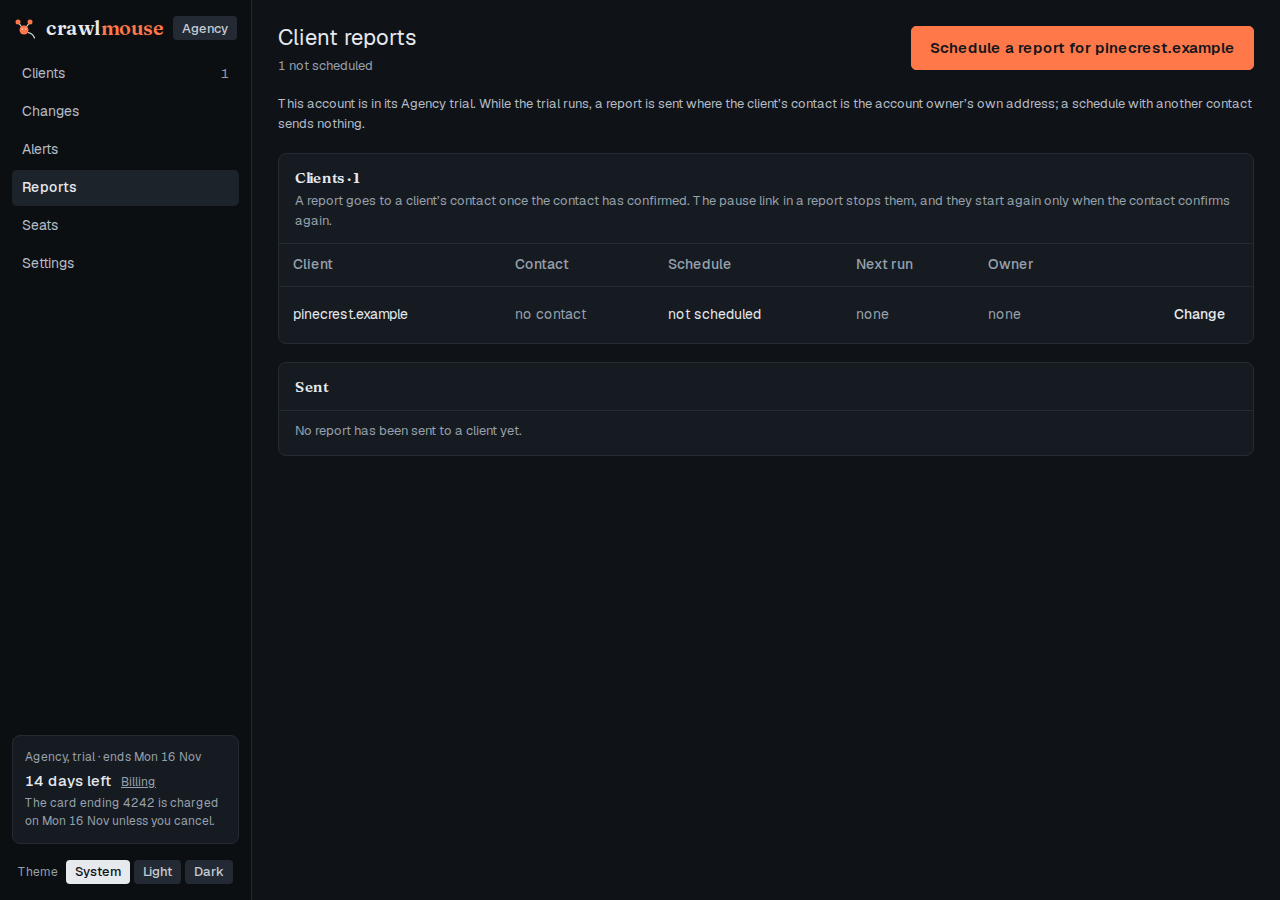 crawlmouse Agency
Clients 1
Changes
Alerts
Reports
Seats
Settings
Agency, trial · ends Mon 16 Nov
14 days left Billing
The card ending 4242 is charged
on Mon 16 Nov unless you cancel.
Theme System Light Dark
Client reports
1 not scheduled
Schedule a report for pinecrest.example
This account is in its Agency trial. While the trial runs, a report is sent where the client's contact is the account owner's own address; a schedule with another contact
sends nothing.
Clients · 1
A report goes to a client's contact once the contact has confirmed. The pause link in a report stops them, and they start again only when the contact confirms
again.
Client Contact Schedule Next run Owner
pinecrest.example no contact not scheduled none none Change
Sent
No report has been sent to a client yet.